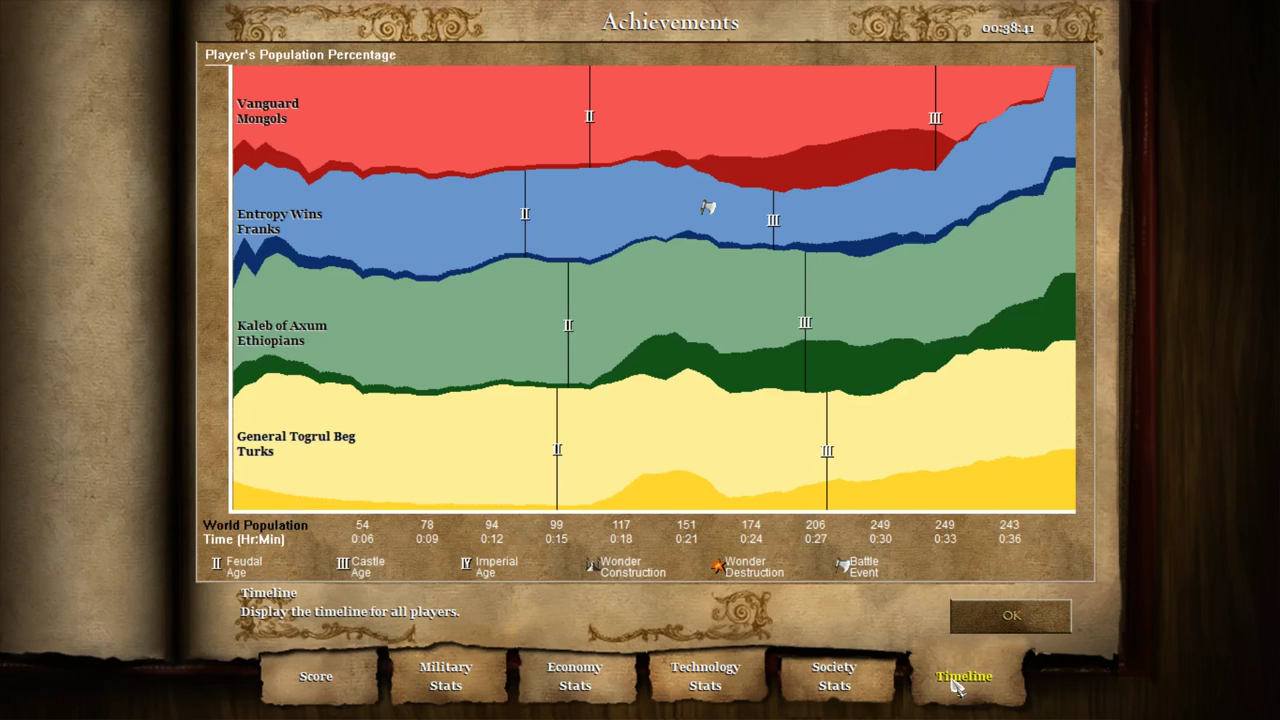 Achievements
00:38:41
Player's Population Percentage
Vanguard
Mongols
II
III
Entropy Wins
Franks
II
III
Kaleb of Axum
Ethiopians
II
III
General Togrul Beg
Turks
II
III
World Population 54 78 94 99 117 151 174 206 249 249 243
Time (Hr:Min) 0:06 0:09 0:12 0:15 0:18 0:21 0:24 0:27 0:30 0:33 0:36
II Feudal Age
III Castle Age
IV Imperial Age
Wonder Construction
Wonder Destruction
Battle Event
Timeline
Display the timeline for all players.
OK
Score
Military Stats
Economy Stats
Technology Stats
Society Stats
Timeline